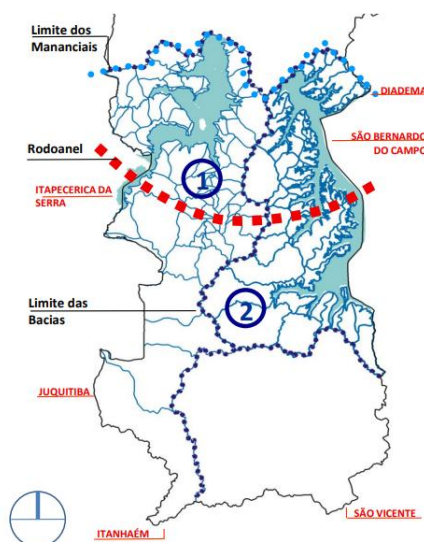 Limite dos
Mananciais
DIADEMA
SÃO BERNARDO
DO CAMPO
Rodoanel
1
ITAPECERICA DA
SERRA
Limite das
Bacias
2
JUQUITIBA
SÃO VICENTE
ITANHAÉM